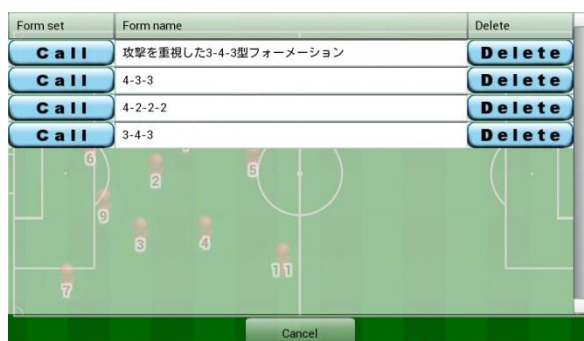 Form set Form name Delete
Call 攻撃を重視した3-4-3型フォーメーション Delete
Call 4-3-3 Delete
Call 4-2-2-2 Delete
Call 3-4-3 Delete
6
5
2
9
3 4
11
7
Cancel